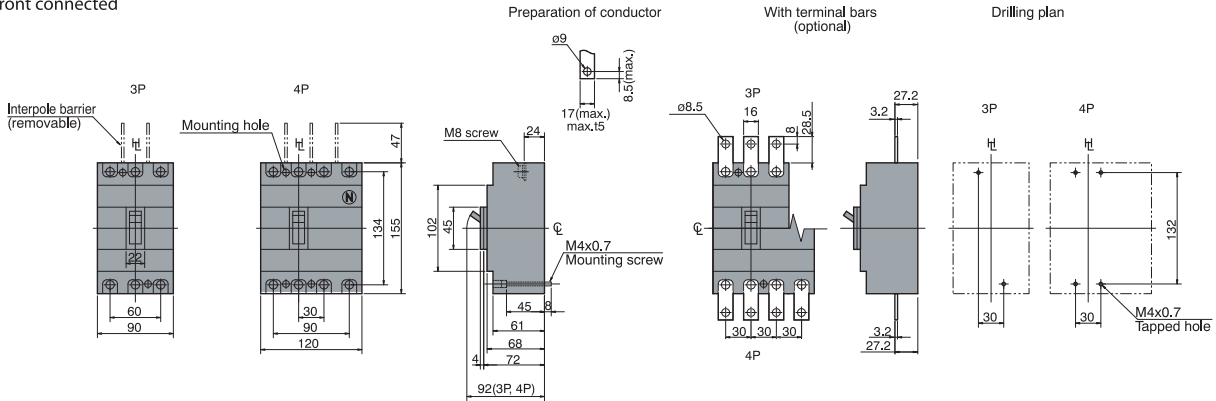 ront connected
Preparation of conductor
With terminal bars
(optional)
Drilling plan
ø9
8.5(max.)
17(max.)
max.t5
3P
4P
Interpole barrier
(removable)
Mounting hole
47
134
155
N
22
60
90
30
90
120
M8 screw
24
102
45
M4x0.7
Mounting screw
45
8
61
68
4
72
92(3P, 4P)
3P
ø8.5
16
8
28.5
30
30
30
4P
27.2
3.2
3.2
27.2
3P
4P
132
30
30
M4x0.7
Tapped hole